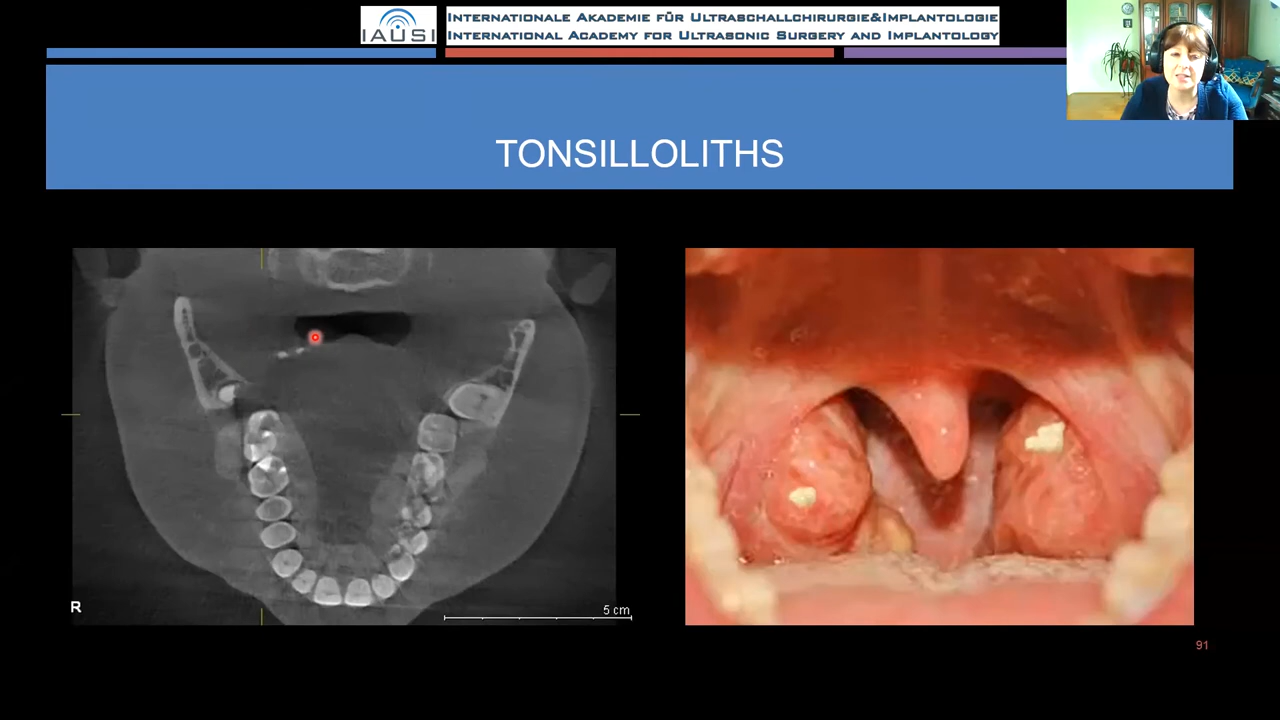 IAUSI
INTERNATIONALE AKADEMIE FÜR ULTRASCHALLCHIRURGIE&IMPLANTOLOGIE
INTERNATIONAL ACADEMY FOR ULTRASONIC SURGERY AND IMPLANTOLOGY
TONSILLOLITHS
R
5 cm
91